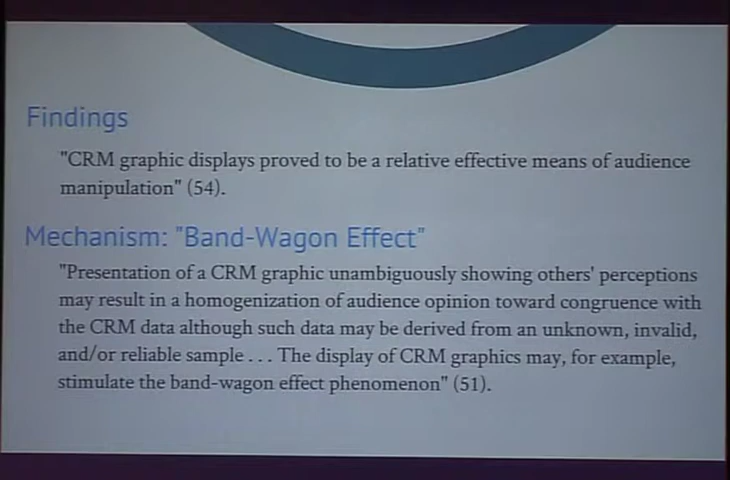 Findings
"CRM graphic displays proved to be a relative effective means of audience
manipulation" (54).
Mechanism: "Band-Wagon Effect"
"Presentation of a CRM graphic unambiguously showing others' perceptions
may result in a homogenization of audience opinion toward congruence with
the CRM data although such data may be derived from an unknown, invalid,
and/or reliable sample . . . The display of CRM graphics may, for example,
stimulate the band-wagon effect phenomenon" (51).